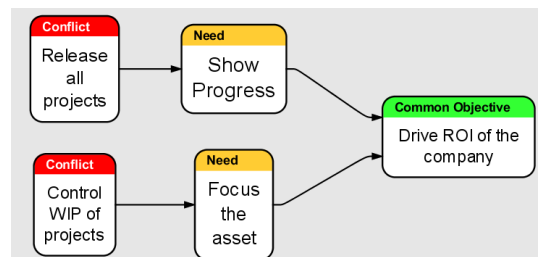 Conflict
Release
all
projects
Need
Show
Progress
Common Objective
Drive ROI of the
company
Conflict
Control
WIP of
projects
Need
Focus
the
asset